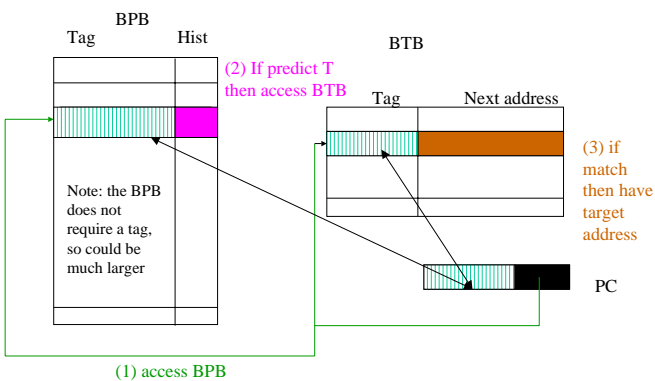 BPB
Tag
Hist
BTB
(2) If predict T
then access BTB
Tag
Next address
(3) if
match
then have
target
address
Note: the BPB
does not
require a tag,
so could be
much larger
PC
(1) access BPB